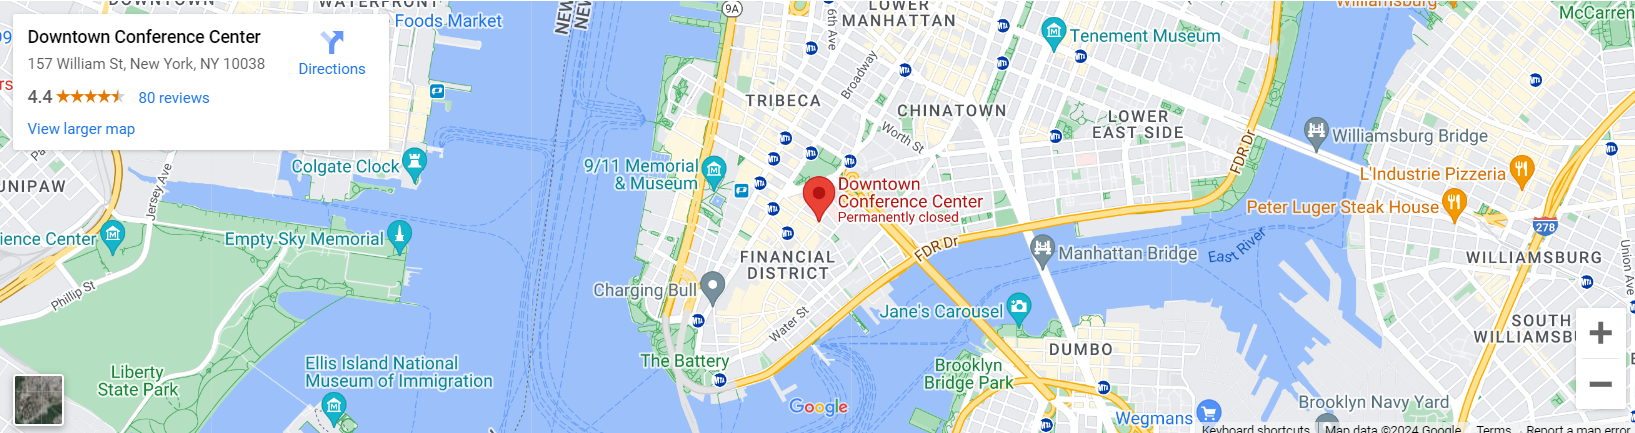 Downtown Conference Center
157 William St, New York, NY 10038
4.4
80 reviews
View larger map
Directions
DOWNTOWN
WATERFRONT
Foods Market
NEW
NEW
9A
6th Ave
LOWER
MANHATTAN
Williamsburg
McCarren
Tenement Museum
Broadway
TRIBECA
CHINATOWN
Worth St
LOWER
EAST SIDE
FDR Dr
Williamsburg Bridge
Colgate Clock
Jersey Ave
9/11 Memorial
& Museum
Downtown
Conference Center
Permanently closed
L'Industrie Pizzeria
Peter Luger Steak House
278
Empty Sky Memorial
FINANCIAL
DISTRICT
FDR Dr
Manhattan Bridge
East River
WILLIAMSBURG
Union Ave
Phillip St
Charging Bull
Water St
Jane's Carousel
SOUTH
DUMBO
Ellis Island National
Museum of Immigration
The Battery
Brooklyn
Bridge Park
Liberty
State Park
Google
Wegmans
Brooklyn Navy Yard
Keyboard shortcuts
Map data ©2024 Google
Terms
Report a map error